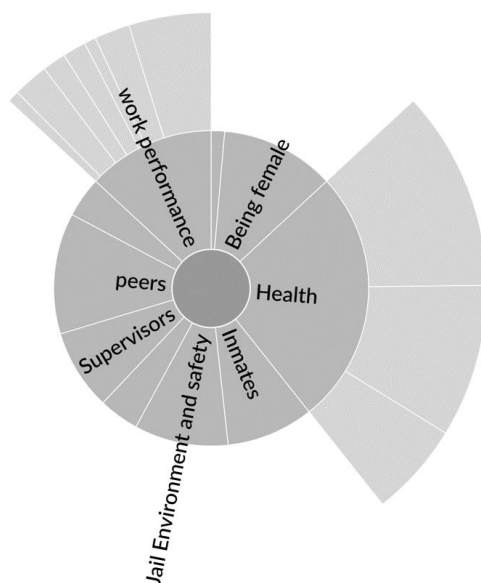 work performance
Being female
peers
Health
Supervisors
Inmates
Jail Environment and safety